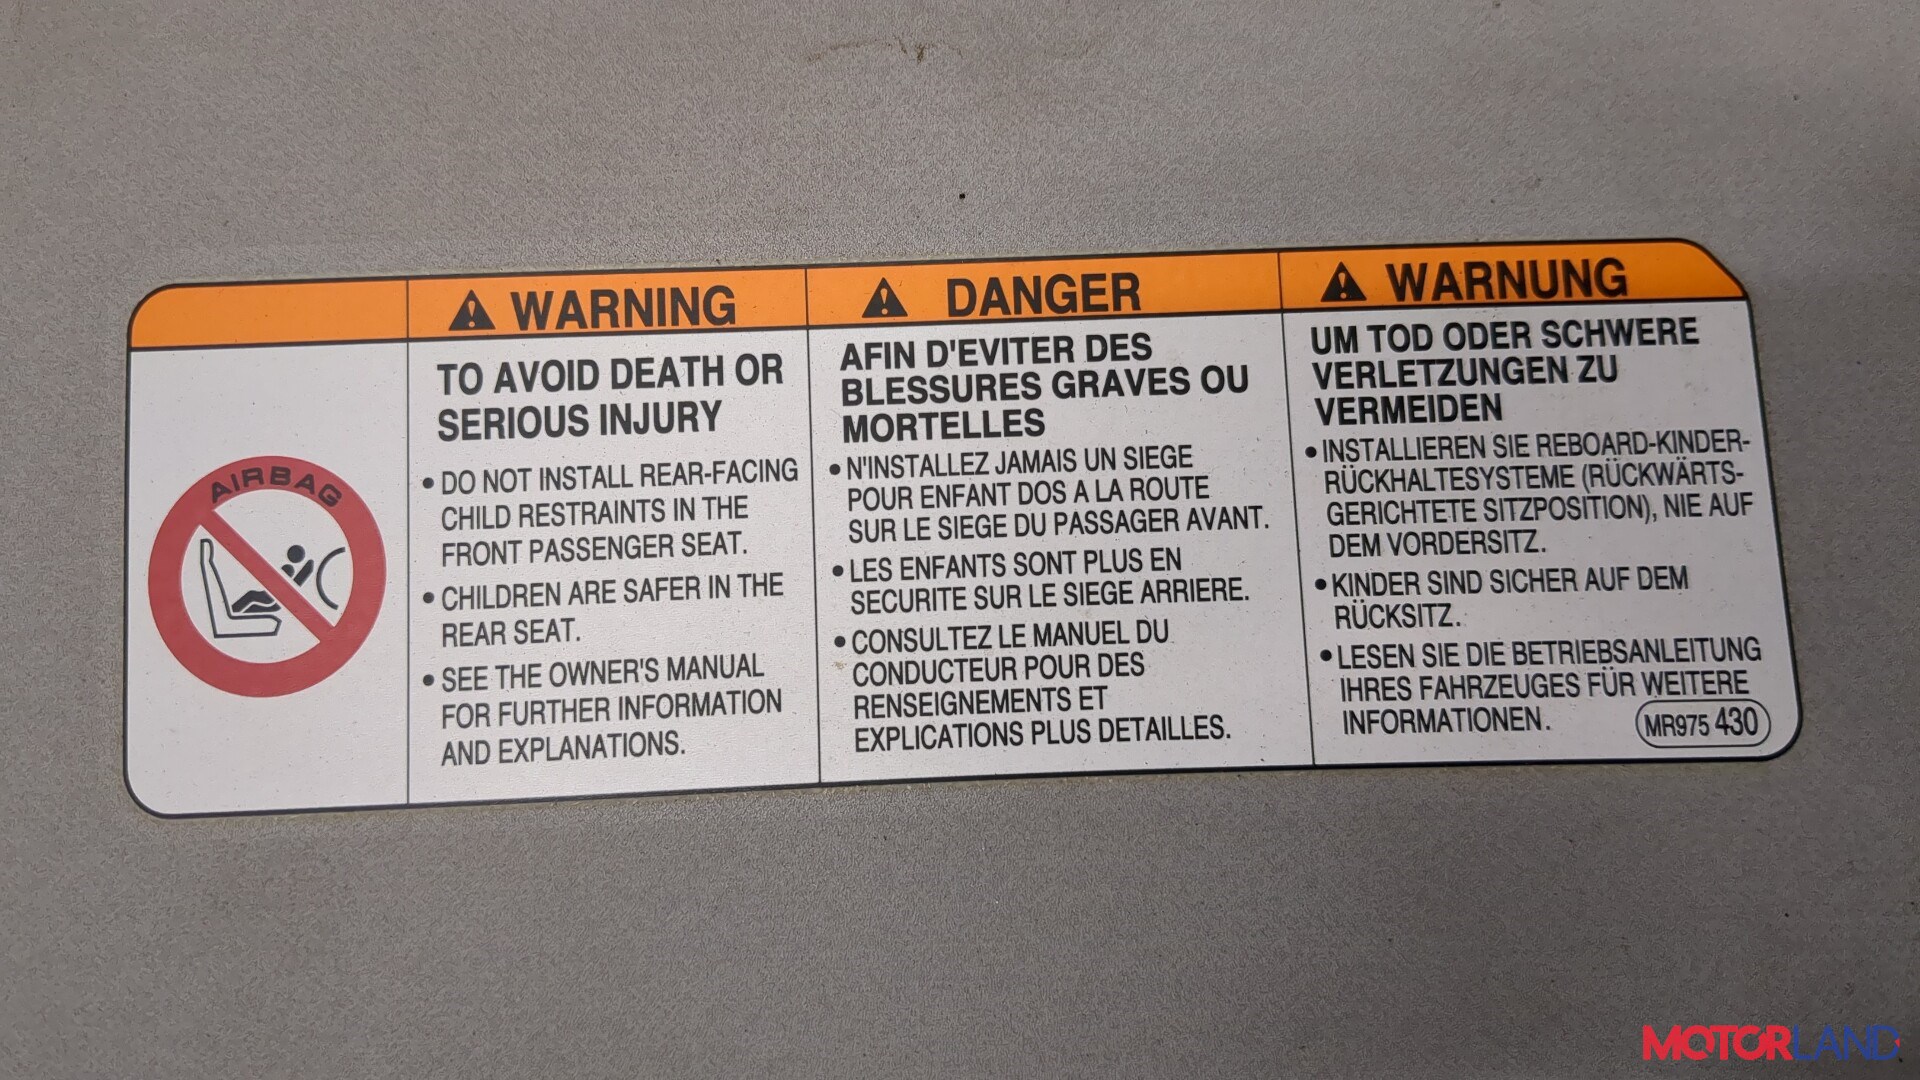 AIRBAG
WARNING
TO AVOID DEATH OR
SERIOUS INJURY
• DO NOT INSTALL REAR-FACING
CHILD RESTRAINTS IN THE
FRONT PASSENGER SEAT.
• CHILDREN ARE SAFER IN THE
REAR SEAT.
• SEE THE OWNER'S MANUAL
FOR FURTHER INFORMATION
AND EXPLANATIONS.
DANGER
AFIN D'EVITER DES
BLESSURES GRAVES OU
MORTELLES
• N'INSTALLEZ JAMAIS UN SIEGE
POUR ENFANT DOS A LA ROUTE
SUR LE SIEGE DU PASSAGER AVANT.
• LES ENFANTS SONT PLUS EN
SECURITE SUR LE SIEGE ARRIERE.
• CONSULTEZ LE MANUEL DU
CONDUCTEUR POUR DES
RENSEIGNEMENTS ET
EXPLICATIONS PLUS DETAILLES.
WARNUNG
UM TOD ODER SCHWERE
VERLETZUNGEN ZU
VERMEIDEN
• INSTALLIEREN SIE REBOARD-KINDER-
RÜCKHALTESYSTEME (RÜCKWÄRTS-
GERICHTETE SITZPOSITION), NIE AUF
DEM VORDERSITZ.
• KINDER SIND SICHER AUF DEM
RÜCKSITZ.
• LESEN SIE DIE BETRIEBSANLEITUNG
IHRES FAHRZEUGES FÜR WEITERE
INFORMATIONEN.
MR975 430
MOTORLAND